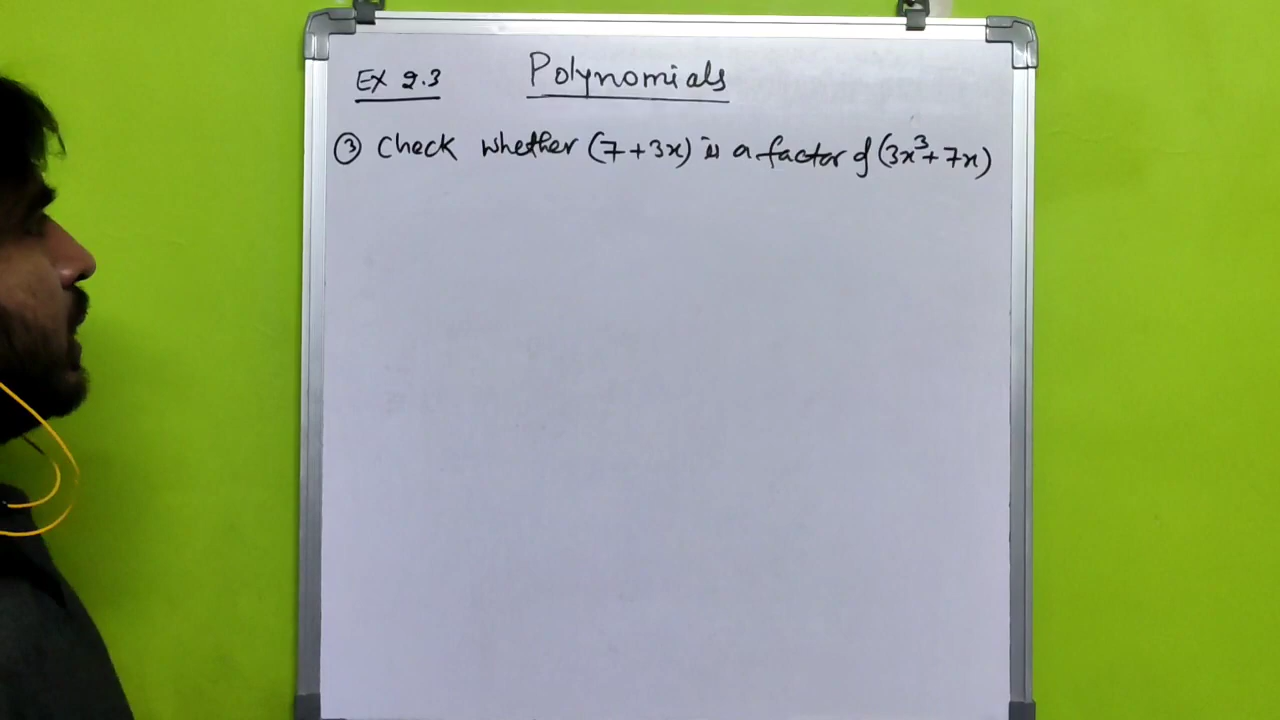 Ex 2.3 Polynomials
③ Check whether (7+3x) is a factor of (3x³+7x)